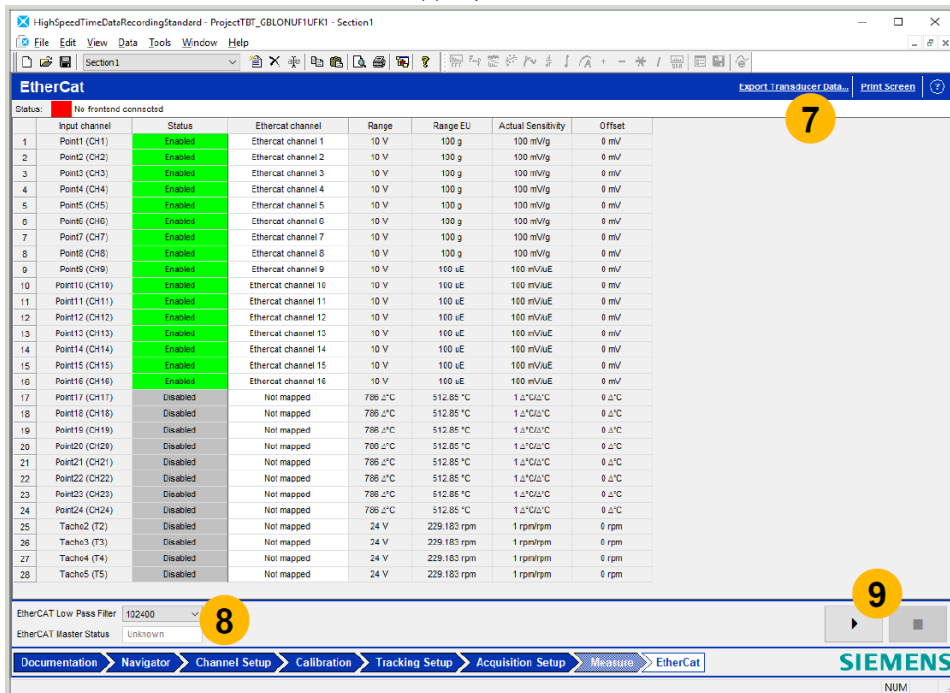 HighSpeedTimeDataRecordingStandard - ProjectTBT_GBLONUF1UFK1 - Section1
File Edit View Data Tools Window Help
Section1
EtherCat Export Transducer Data... Print Screen ?
7
Status: No frontend connected
Input channel Status Ethercat channel Range Range EU Actual Sensitivity Offset
1 Point1 (CH1) Enabled Ethercat channel 1 10 V 100 g 100 mV/g 0 mV
2 Point2 (CH2) Enabled Ethercat channel 2 10 V 100 g 100 mV/g 0 mV
3 Point3 (CH3) Enabled Ethercat channel 3 10 V 100 g 100 mV/g 0 mV
4 Point4 (CH4) Enabled Ethercat channel 4 10 V 100 g 100 mV/g 0 mV
5 Point5 (CH5) Enabled Ethercat channel 5 10 V 100 g 100 mV/g 0 mV
6 Point6 (CH6) Enabled Ethercat channel 6 10 V 100 g 100 mV/g 0 mV
7 Point7 (CH7) Enabled Ethercat channel 7 10 V 100 g 100 mV/g 0 mV
8 Point8 (CH8) Enabled Ethercat channel 8 10 V 100 g 100 mV/g 0 mV
9 Point9 (CH9) Enabled Ethercat channel 9 10 V 100 uE 100 mV/uE 0 mV
10 Point10 (CH10) Enabled Ethercat channel 10 10 V 100 uE 100 mV/uE 0 mV
11 Point11 (CH11) Enabled Ethercat channel 11 10 V 100 uE 100 mV/uE 0 mV
12 Point12 (CH12) Enabled Ethercat channel 12 10 V 100 uE 100 mV/uE 0 mV
13 Point13 (CH13) Enabled Ethercat channel 13 10 V 100 uE 100 mV/uE 0 mV
14 Point14 (CH14) Enabled Ethercat channel 14 10 V 100 uE 100 mV/uE 0 mV
15 Point15 (CH15) Enabled Ethercat channel 15 10 V 100 uE 100 mV/uE 0 mV
16 Point16 (CH16) Enabled Ethercat channel 16 10 V 100 uE 100 mV/uE 0 mV
17 Point17 (CH17) Disabled Not mapped 786 Δ°C 512.85 °C 1 Δ°C/Δ°C 0 Δ°C
18 Point18 (CH18) Disabled Not mapped 786 Δ°C 512.85 °C 1 Δ°C/Δ°C 0 Δ°C
19 Point19 (CH19) Disabled Not mapped 786 Δ°C 512.85 °C 1 Δ°C/Δ°C 0 Δ°C
20 Point20 (CH20) Disabled Not mapped 786 Δ°C 512.85 °C 1 Δ°C/Δ°C 0 Δ°C
21 Point21 (CH21) Disabled Not mapped 786 Δ°C 512.85 °C 1 Δ°C/Δ°C 0 Δ°C
22 Point22 (CH22) Disabled Not mapped 786 Δ°C 512.85 °C 1 Δ°C/Δ°C 0 Δ°C
23 Point23 (CH23) Disabled Not mapped 786 Δ°C 512.85 °C 1 Δ°C/Δ°C 0 Δ°C
24 Point24 (CH24) Disabled Not mapped 786 Δ°C 512.85 °C 1 Δ°C/Δ°C 0 Δ°C
25 Tacho2 (T2) Disabled Not mapped 24 V 229.183 rpm 1 rpm/rpm 0 rpm
26 Tacho3 (T3) Disabled Not mapped 24 V 229.183 rpm 1 rpm/rpm 0 rpm
27 Tacho4 (T4) Disabled Not mapped 24 V 229.183 rpm 1 rpm/rpm 0 rpm
28 Tacho5 (T5) Disabled Not mapped 24 V 229.183 rpm 1 rpm/rpm 0 rpm
9
EtherCAT Low Pass Filter 102400
8
EtherCAT Master Status Unknown
Documentation Navigator Channel Setup Calibration Tracking Setup Acquisition Setup Measure EtherCat SIEMENS
NUM